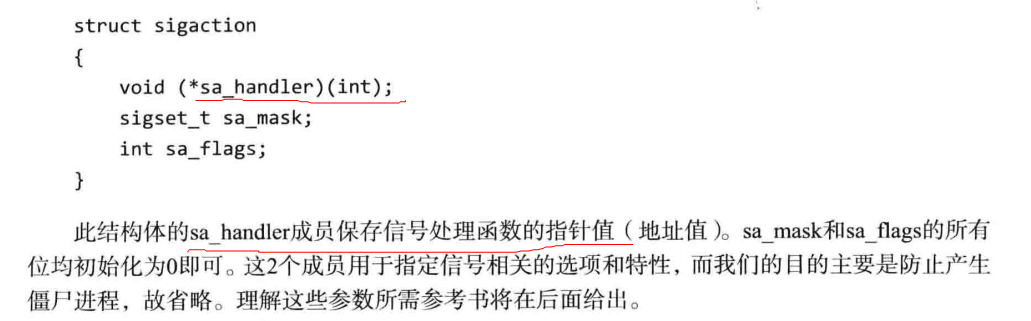 struct sigaction
{
    void (*sa_handler)(int);
    sigset_t sa_mask;
    int sa_flags;
}
此结构体的sa_handler成员保存信号处理函数的指针值（地址值）。sa_mask和sa_flags的所有
位均初始化为0即可。这2个成员用于指定信号相关的选项和特性，而我们的目的主要是防止产生
僵尸进程，故省略。理解这些参数所需参考书将在后面给出。